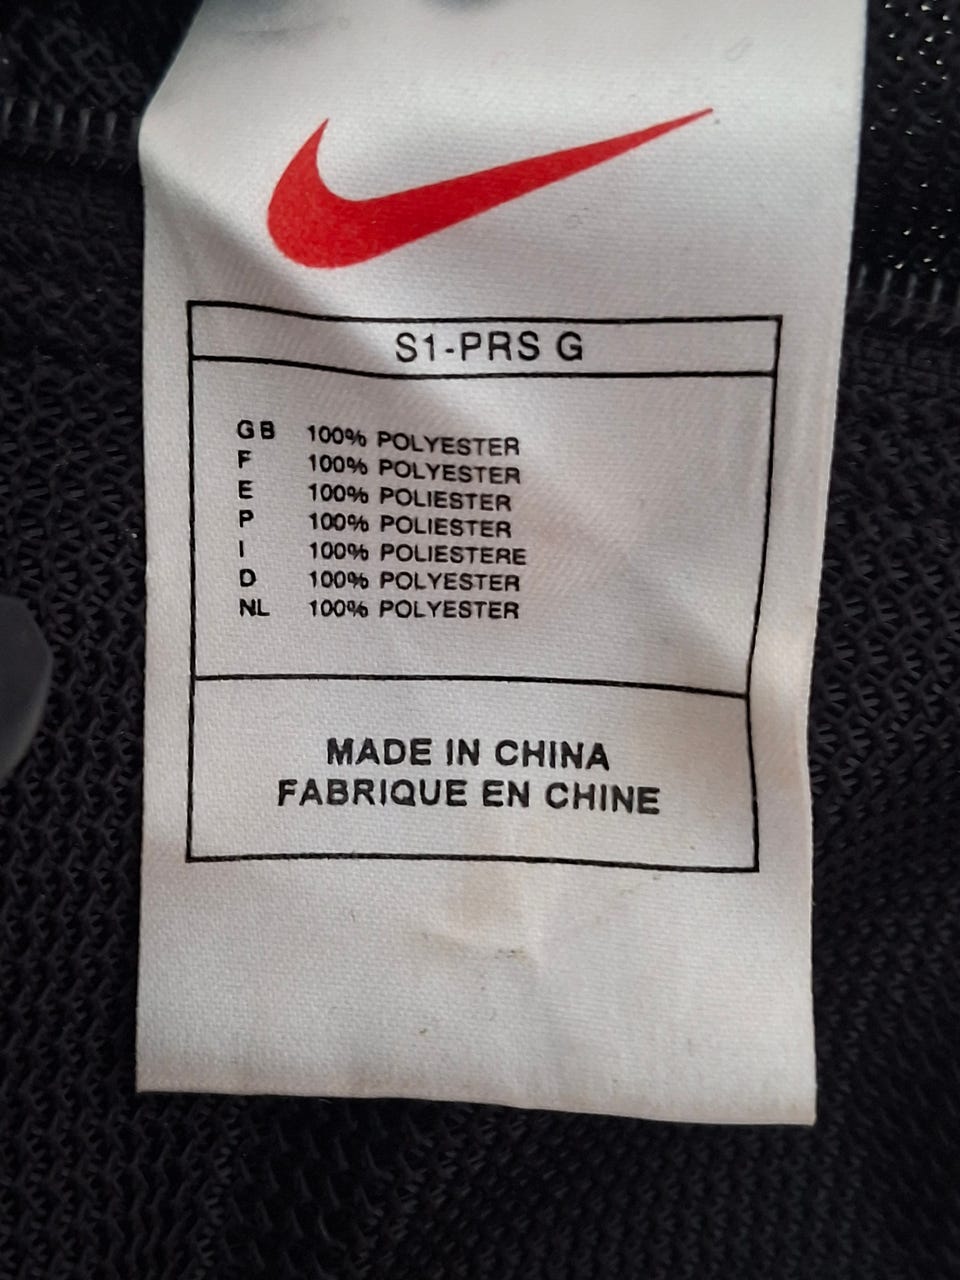 S1-PRS G
GB 100% POLYESTER
F 100% POLYESTER
E 100% POLIESTER
P 100% POLIESTER
I 100% POLIESTERE
D 100% POLYESTER
NL 100% POLYESTER
MADE IN CHINA
FABRIQUE EN CHINE